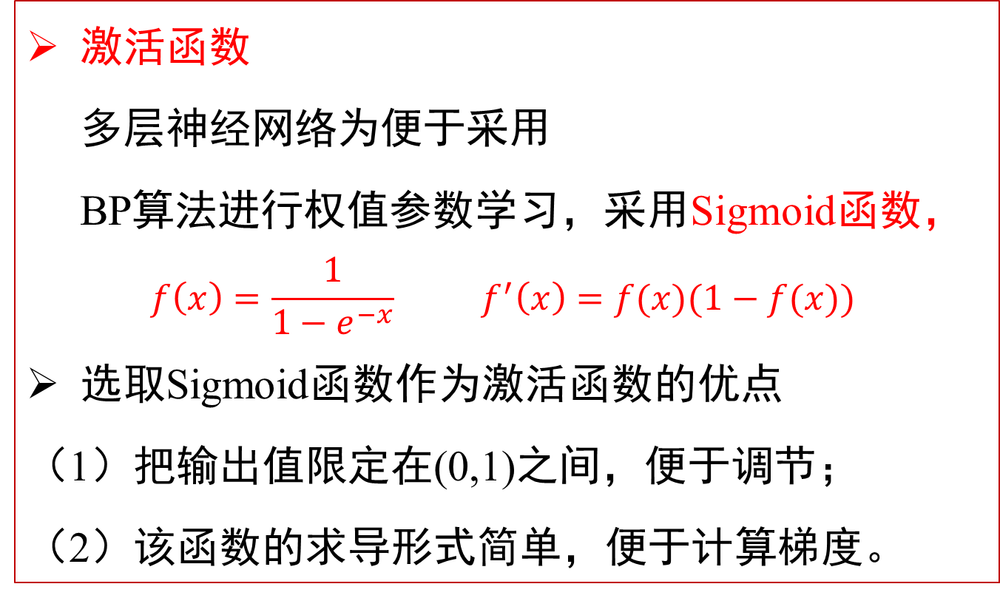 ➢ 激活函数
多层神经网络为便于采用
BP算法进行权值参数学习，采用Sigmoid函数，
f(x) = 1/(1 − e^{−x})  f′(x) = f(x)(1 − f(x))
➢ 选取Sigmoid函数作为激活函数的优点
（1）把输出值限定在(0,1)之间，便于调节；
（2）该函数的求导形式简单，便于计算梯度。